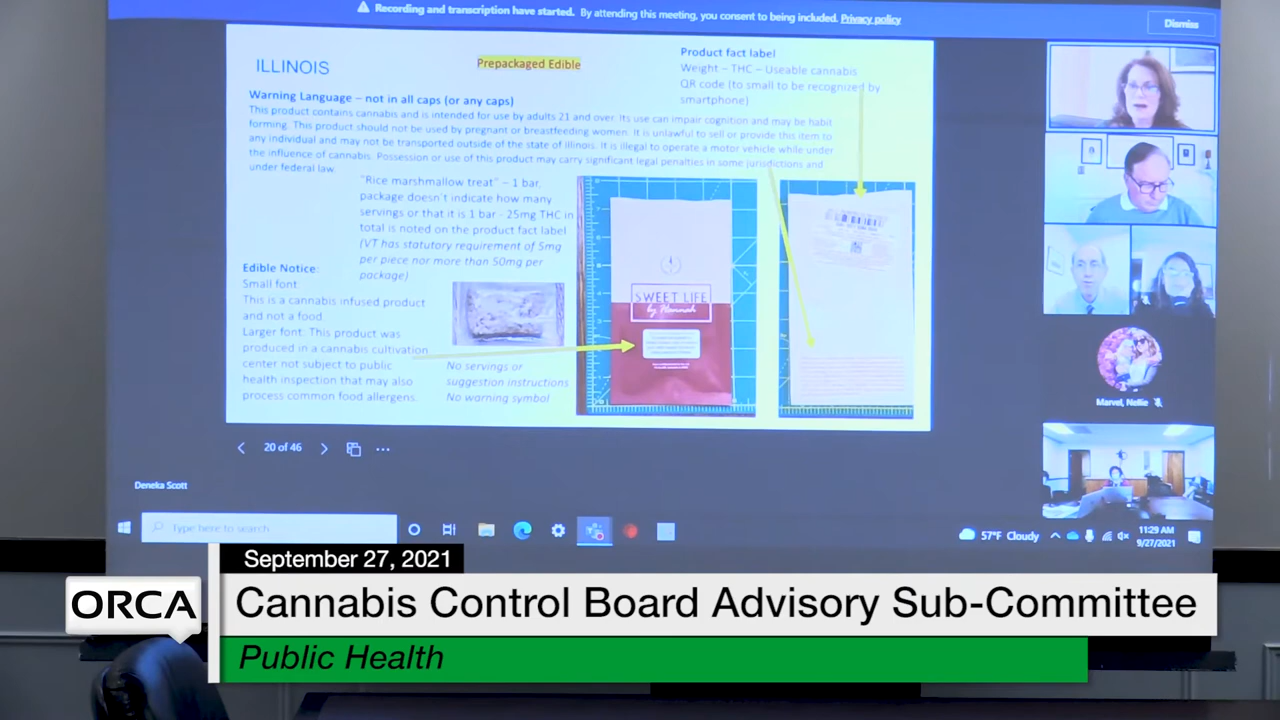 Recording and transcription have started. By attending this meeting, you consent to being included. Privacy policy
Dismiss
ILLINOIS
Prepackaged Edible
Product fact label
Weight – THC – Useable cannabis
QR code (to small to be recognized by
smartphone)
Warning Language – not in all caps (or any caps)
This product contains cannabis and is intended for use by adults 21 and over. Its use can impair cognition and may be habit
forming. This product should not be used by pregnant or breastfeeding women. It is unlawful to sell or provide this item to
any individual and may not be transported outside of the state of Illinois. It is illegal to operate a motor vehicle while under
the influence of cannabis. Possession or use of this product may carry significant legal penalties in some jurisdictions and
under federal law.
"Rice marshmallow treat" – 1 bar,
package doesn't indicate how many
servings or that it is 1 bar - 25mg THC in
total is noted on the product fact label
(VT has statutory requirement of 5mg
per piece nor more than 50mg per
package)
Edible Notice:
Small font:
This is a cannabis infused product
and not a food.
Larger font: This product was
produced in a cannabis cultivation
center not subject to public
health inspection that may also
process common food allergens.
No servings or
suggestion instructions
No warning symbol
SWEET LIFE
by Hannah
Marvel, Nellie
20 of 46
Deneka Scott
Type here to search
57°F Cloudy
11:29 AM
9/27/2021
September 27, 2021
ORCA
Cannabis Control Board Advisory Sub-Committee
Public Health